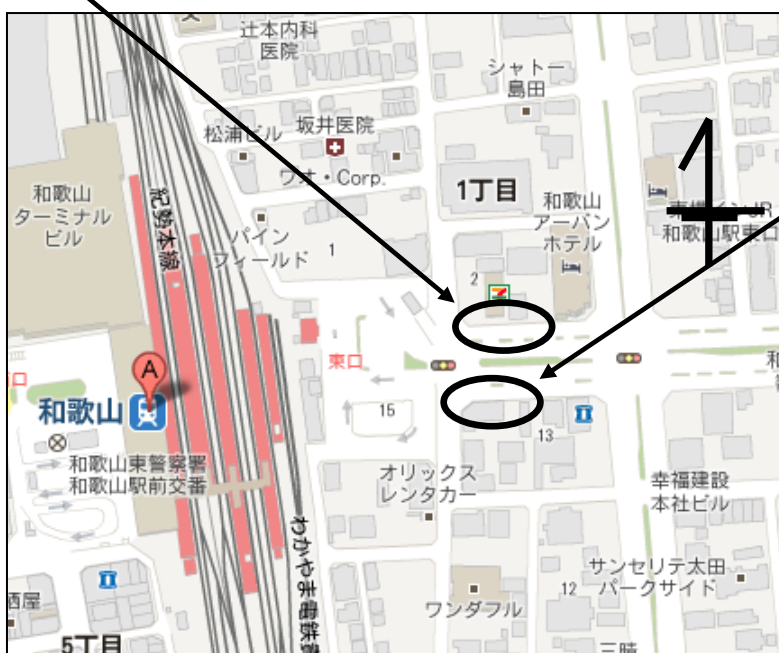 辻本内科
医院
シャトー
島田
松浦ビル
坂井医院
ワオ・Corp.
1丁目
和歌山
ターミナル
ビル
紀勢本線
パイン
フィールド
1
和歌山
アーバン
ホテル
和歌山駅東口
2
東口
A
和歌山
15
13
和歌山東警察署
和歌山駅前交番
オリックス
レンタカー
幸福建設
本社ビル
わかやま電鉄
サンセリテ太田
パークサイド
12
ワンダフル
酒屋
5丁目
三晴